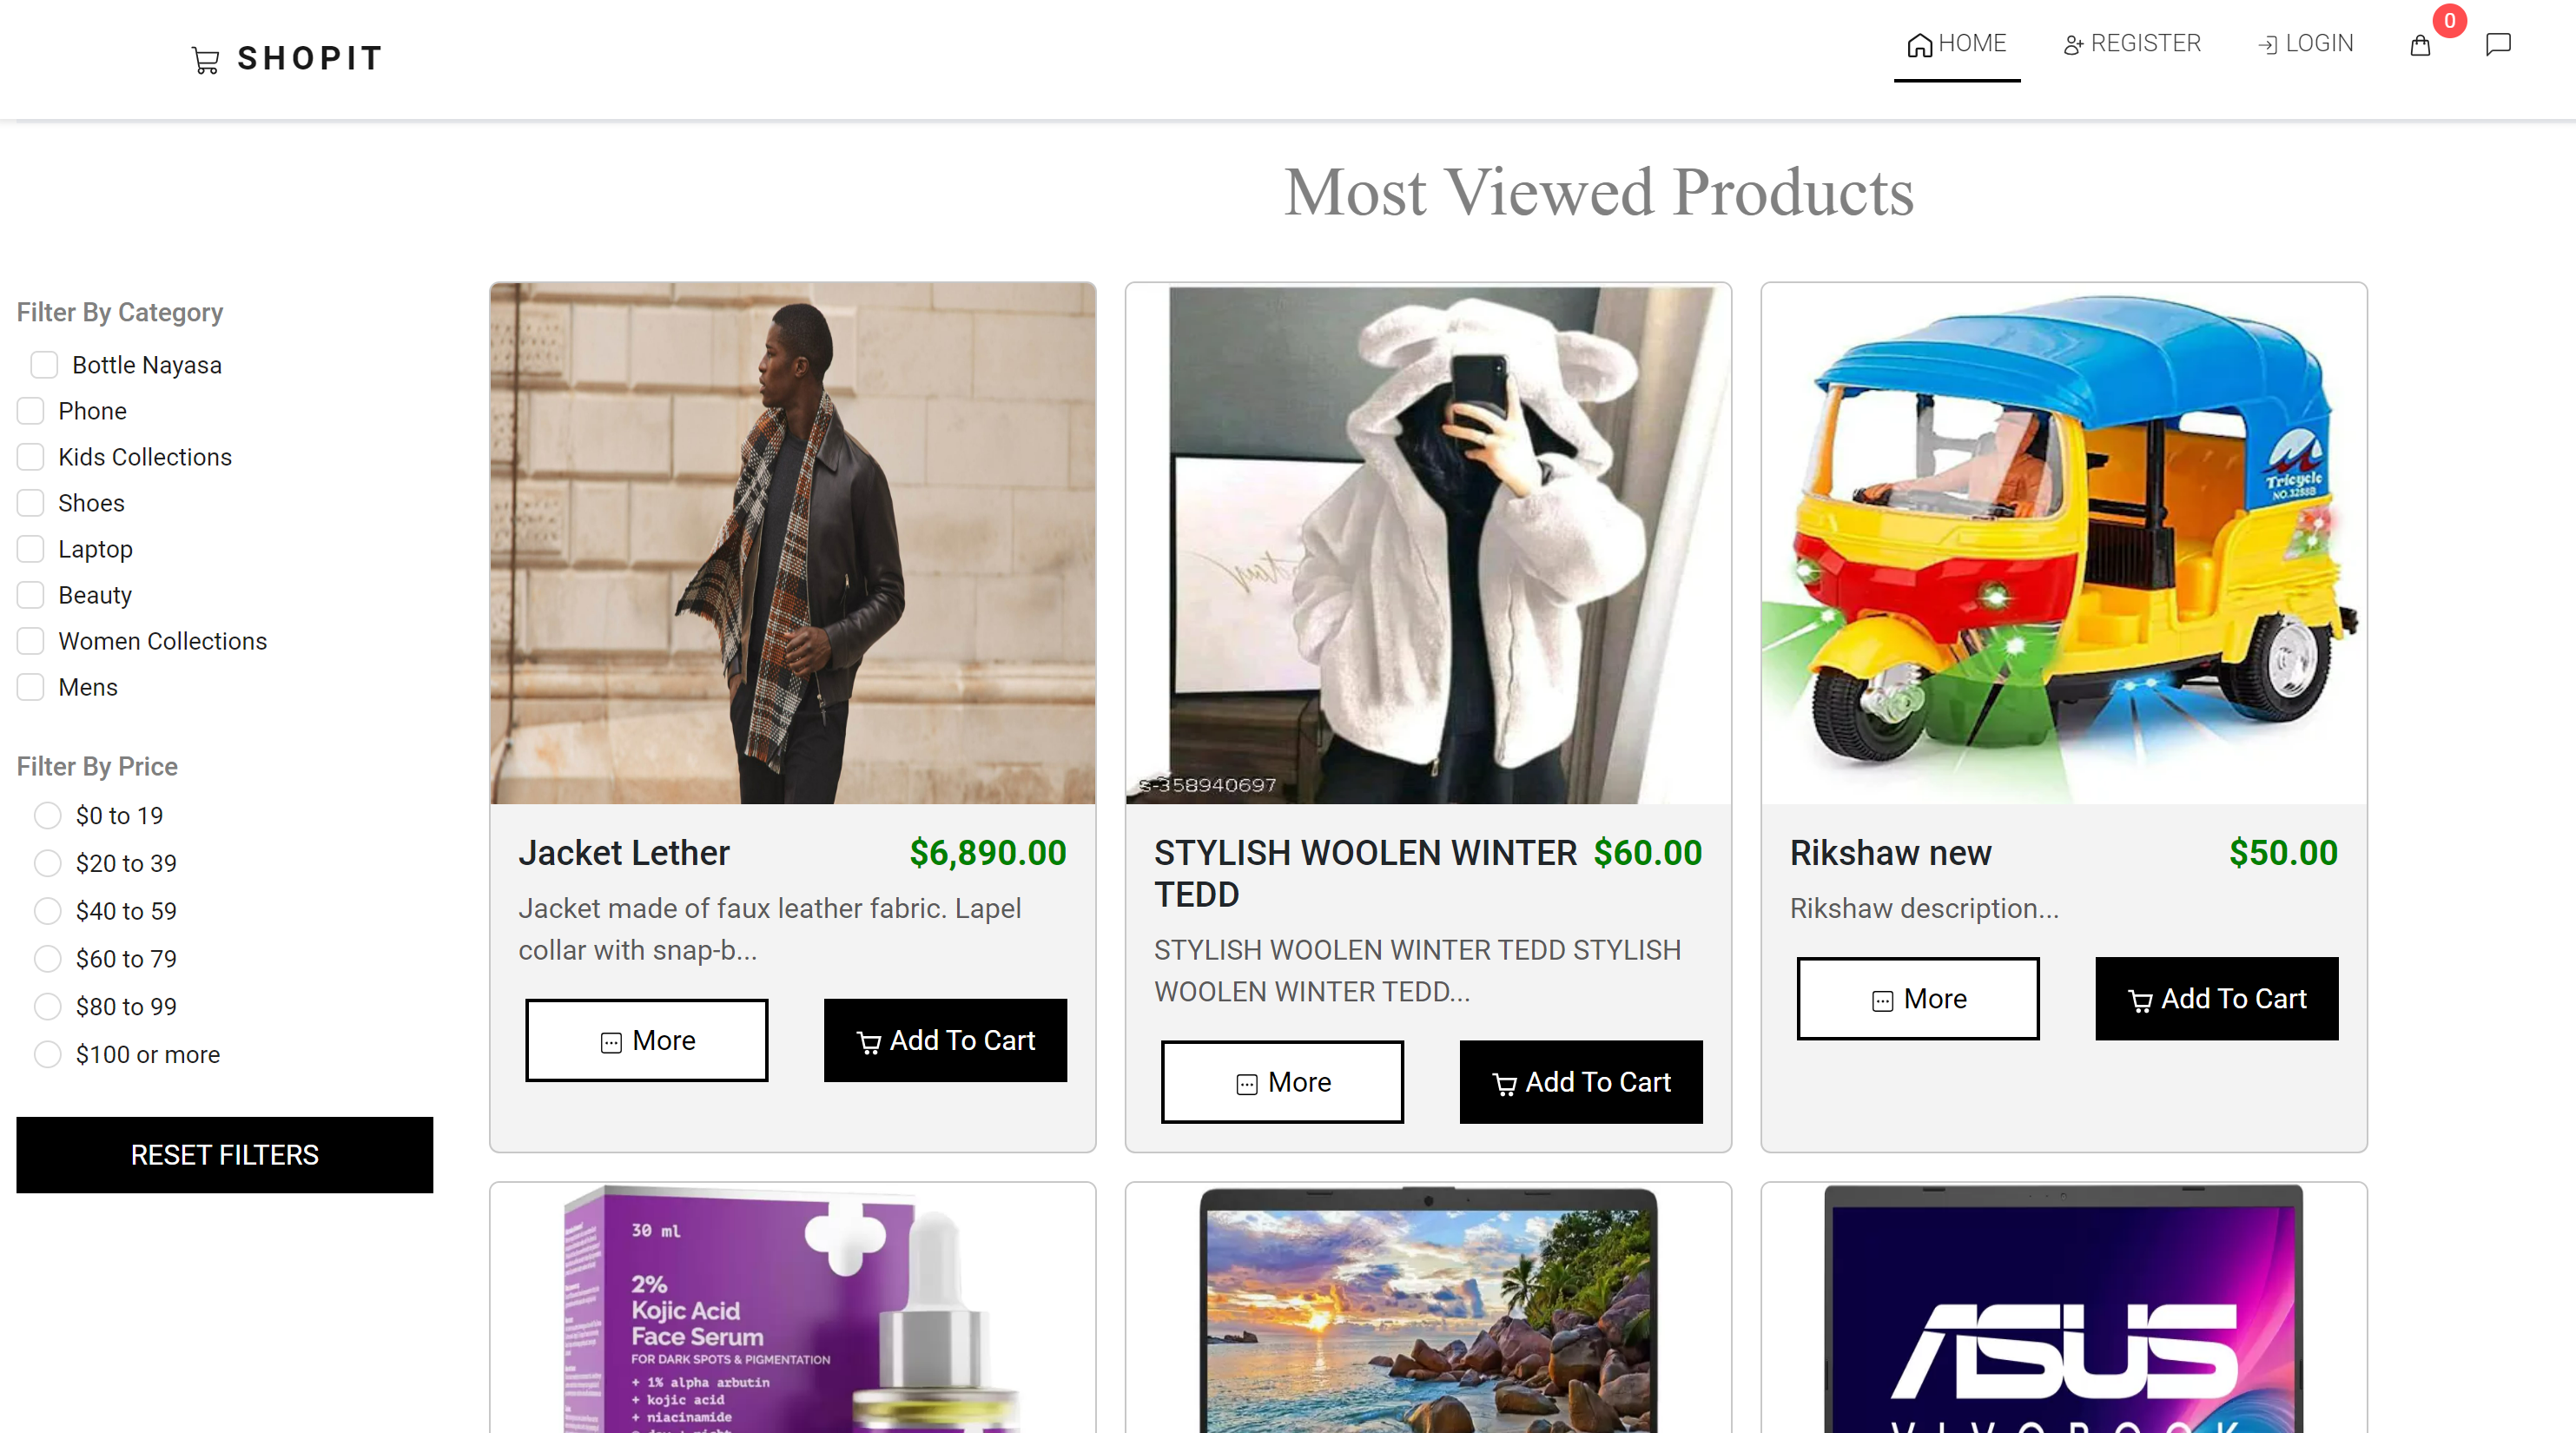 SHOPIT
HOME
REGISTER
LOGIN
0
Most Viewed Products
Filter By Category
Bottle Nayasa
Phone
Kids Collections
Shoes
Laptop
Beauty
Women Collections
Mens
Filter By Price
$0 to 19
$20 to 39
$40 to 59
$60 to 79
$80 to 99
$100 or more
RESET FILTERS
Jacket Lether $6,890.00
Jacket made of faux leather fabric. Lapel
collar with snap-b...
More
Add To Cart
s-358940697
STYLISH WOOLEN WINTER $60.00
TEDD
STYLISH WOOLEN WINTER TEDD STYLISH
WOOLEN WINTER TEDD...
More
Add To Cart
Tricycle
NO.3288B
Rikshaw new $50.00
Rikshaw description...
More
Add To Cart
30 ml
2%
Kojic Acid
Face Serum
FOR DARK SPOTS & PIGMENTATION
+ 1% alpha arbutin
+ kojic acid
+ niacinamide
ASUS
VIVOBOOK